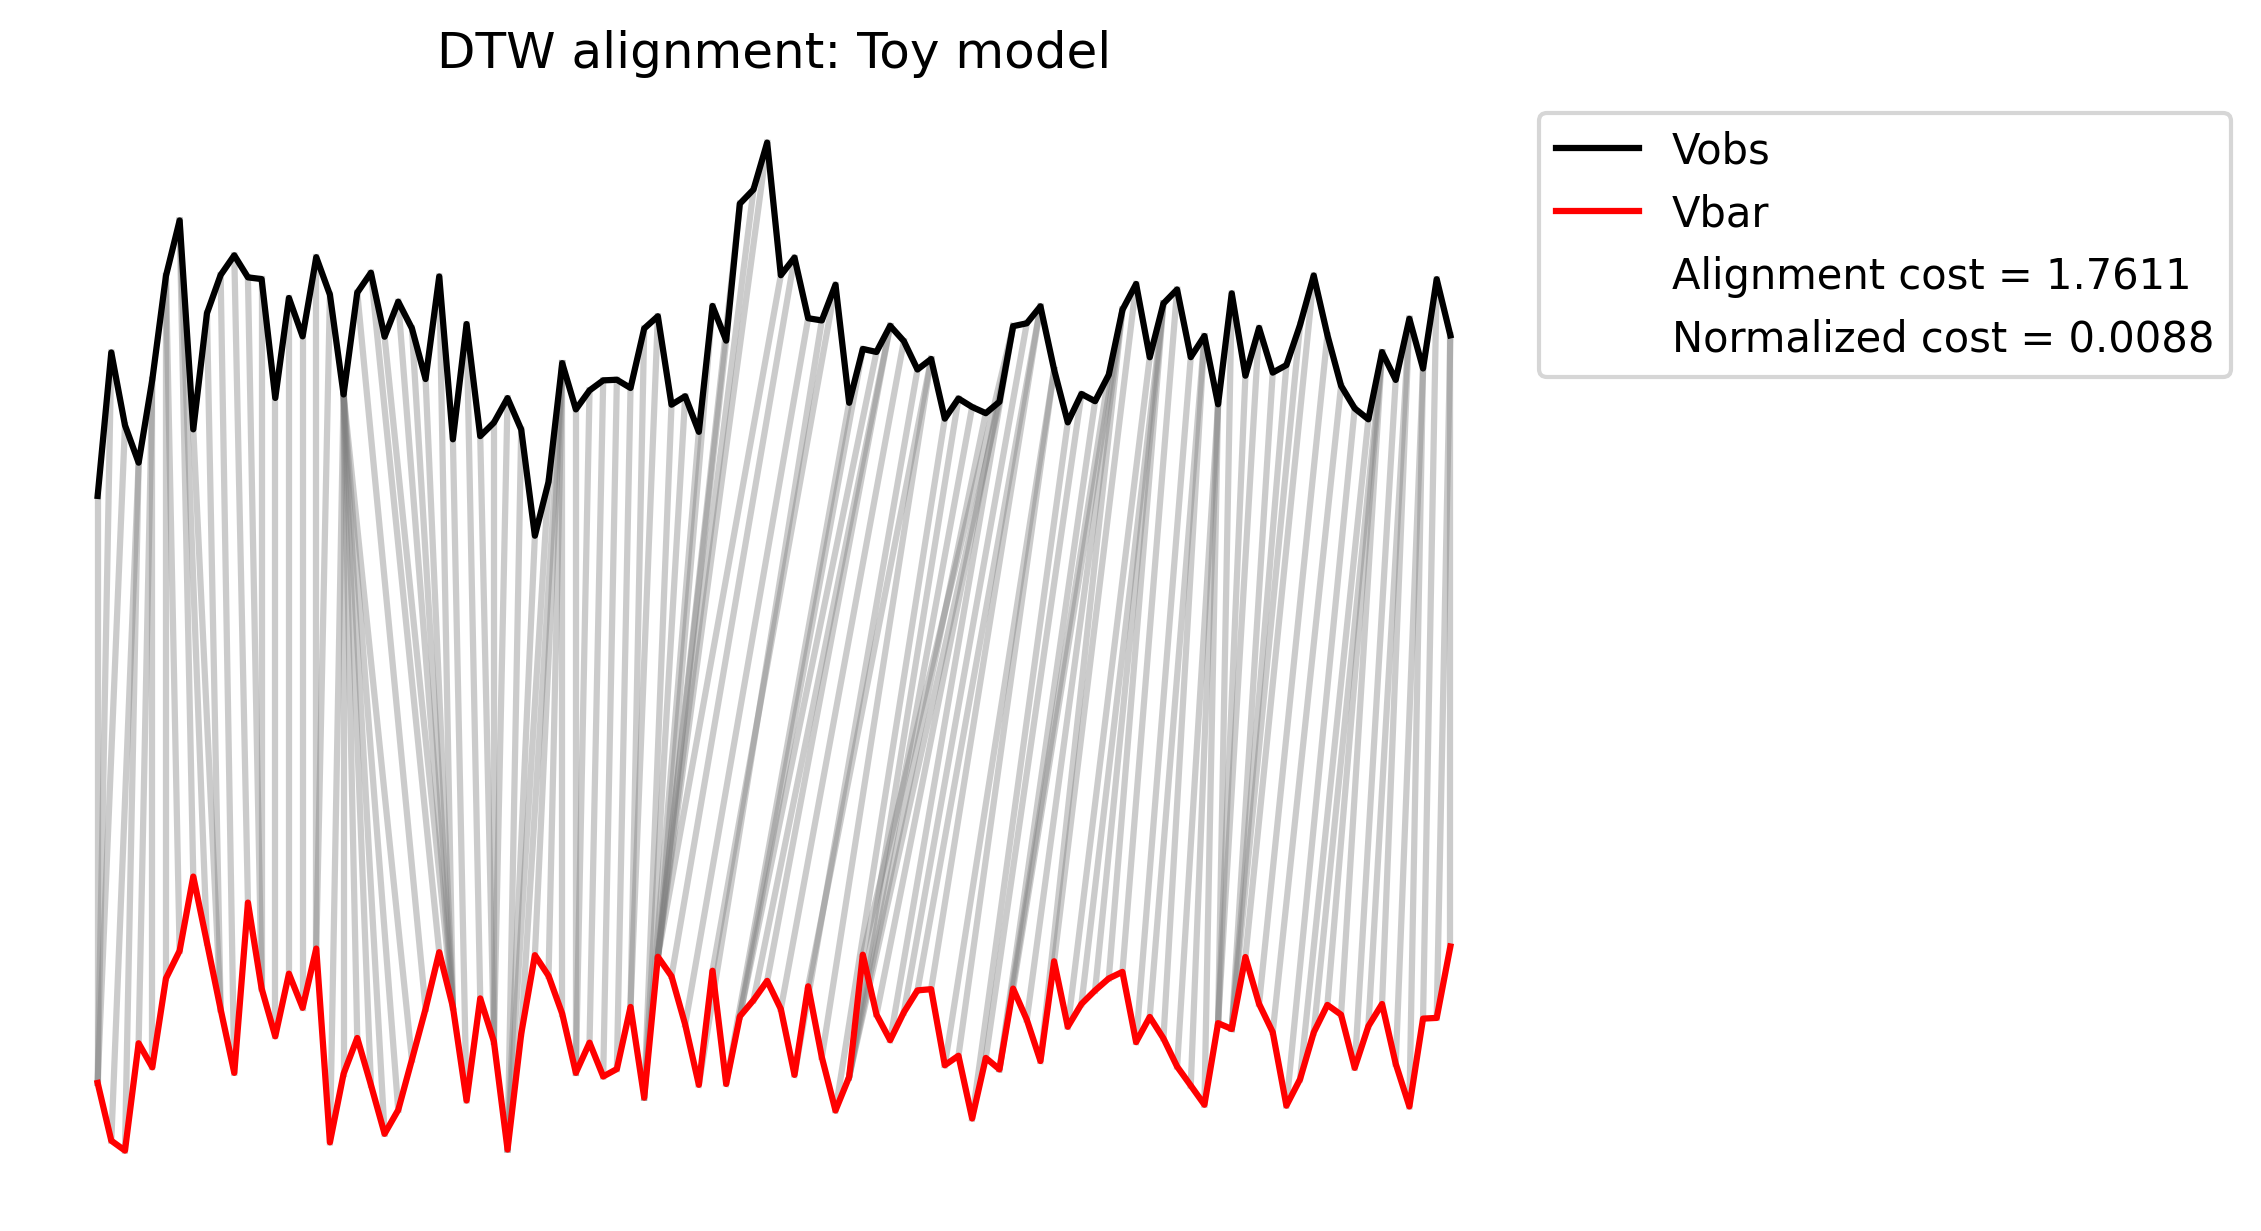 DTW alignment: Toy model
Vobs
Vbar
Alignment cost = 1.7611
Normalized cost = 0.0088